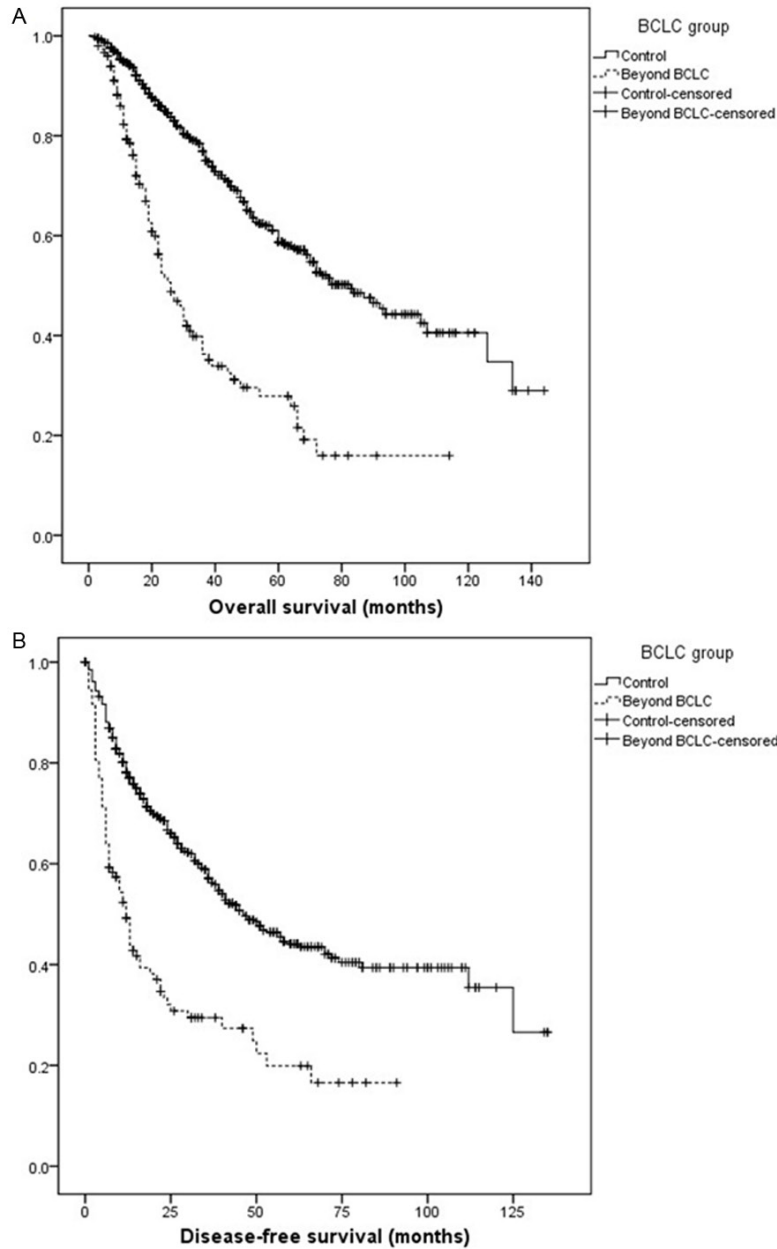 A
BCLC group
Control
Beyond BCLC
Control-censored
Beyond BCLC-censored
1.0
0.8
0.6
0.4
0.2
0.0
0 20 40 60 80 100 120 140
Overall survival (months)
B
BCLC group
Control
Beyond BCLC
Control-censored
Beyond BCLC-censored
1.0
0.8
0.6
0.4
0.2
0.0
0 25 50 75 100 125
Disease-free survival (months)